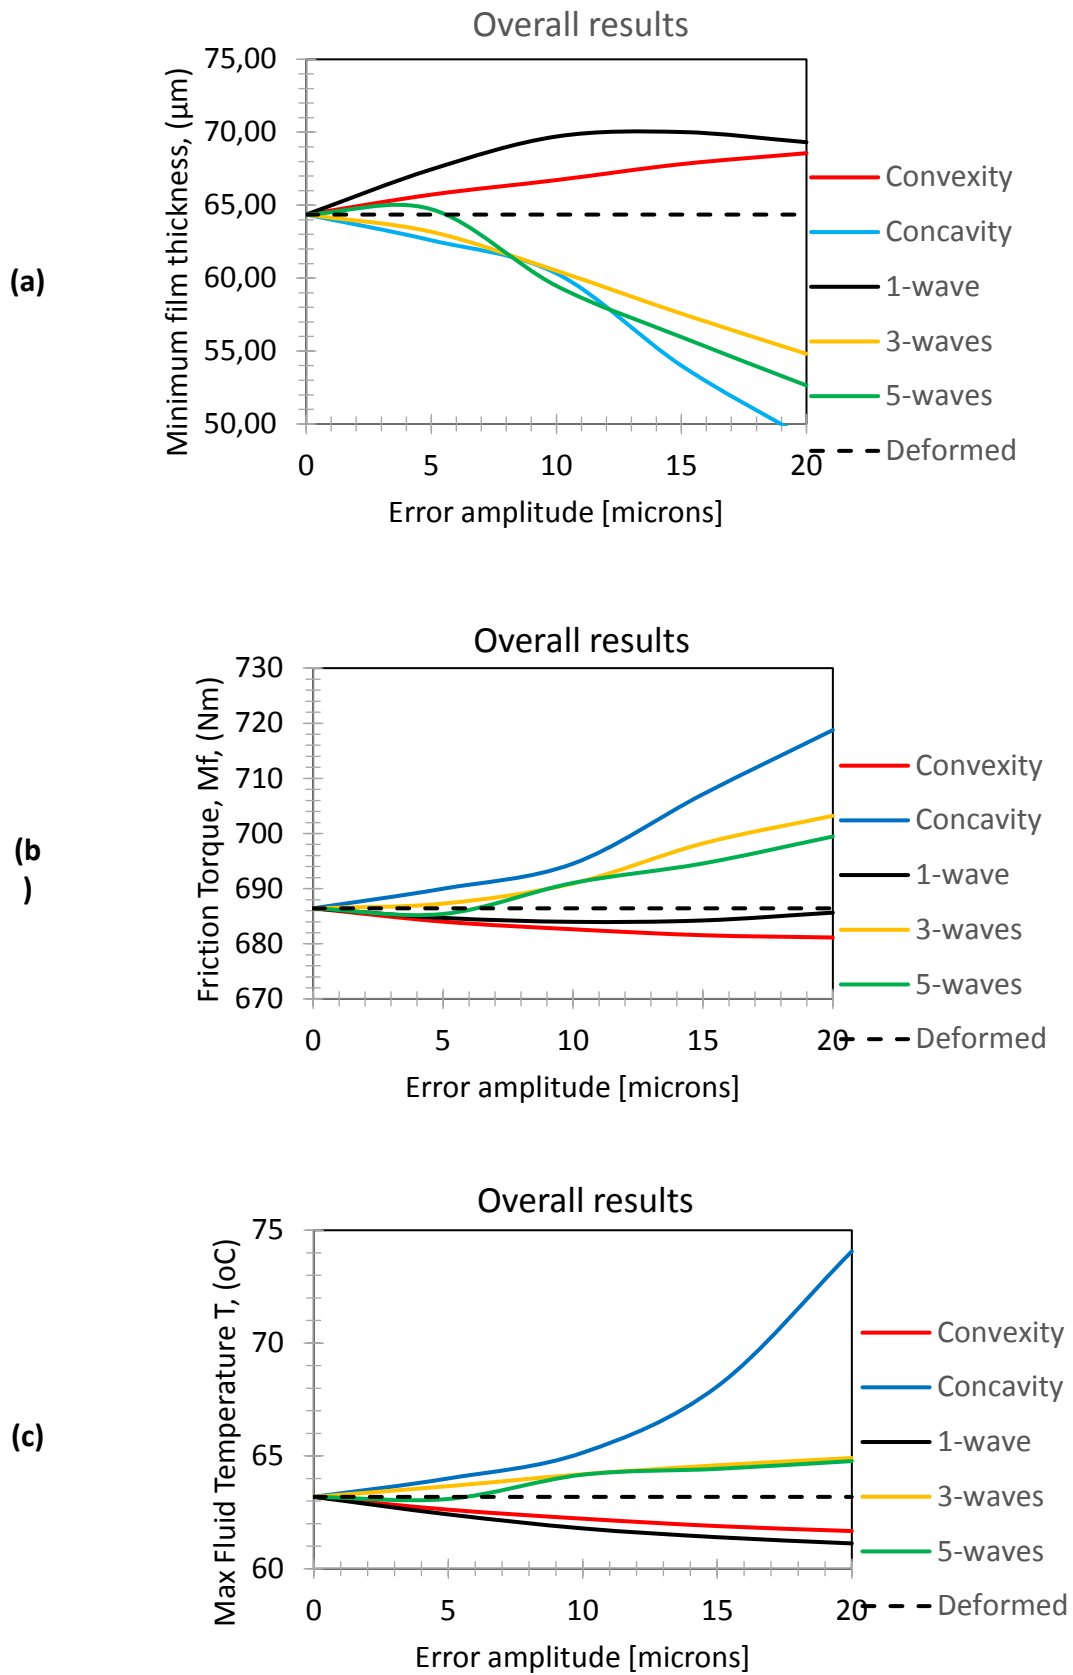 Overall results
75,00
70,00
65,00
60,00
55,00
50,00
Minimum film thickness, (μm)
(a)
0 5 10 15 20
Error amplitude [microns]
Convexity
Concavity
1-wave
3-waves
5-waves
Deformed
Overall results
730
720
710
700
690
680
670
Friction Torque, Mf, (Nm)
(b
)
0 5 10 15 20
Error amplitude [microns]
Convexity
Concavity
1-wave
3-waves
5-waves
Deformed
Overall results
75
70
65
60
Max Fluid Temperature T, (oC)
(c)
0 5 10 15 20
Error amplitude [microns]
Convexity
Concavity
1-wave
3-waves
5-waves
Deformed